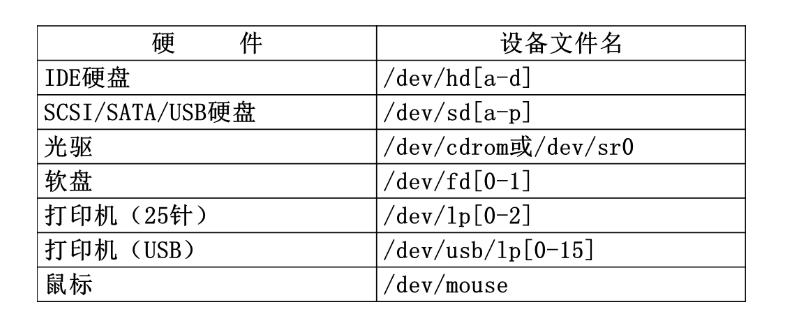 硬 件 设备文件名
IDE硬盘 /dev/hd[a-d]
SCSI/SATA/USB硬盘 /dev/sd[a-p]
光驱 /dev/cdrom或/dev/sr0
软盘 /dev/fd[0-1]
打印机（25针） /dev/lp[0-2]
打印机（USB） /dev/usb/lp[0-15]
鼠标 /dev/mouse